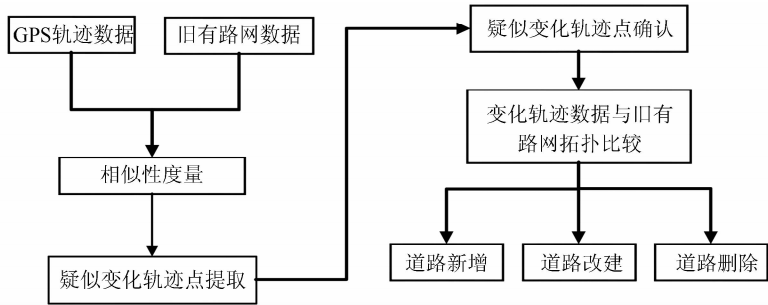 GPS轨迹数据
旧有路网数据
相似性度量
疑似变化轨迹点提取
疑似变化轨迹点确认
变化轨迹数据与旧有
路网拓扑比较
道路新增
道路改建
道路删除